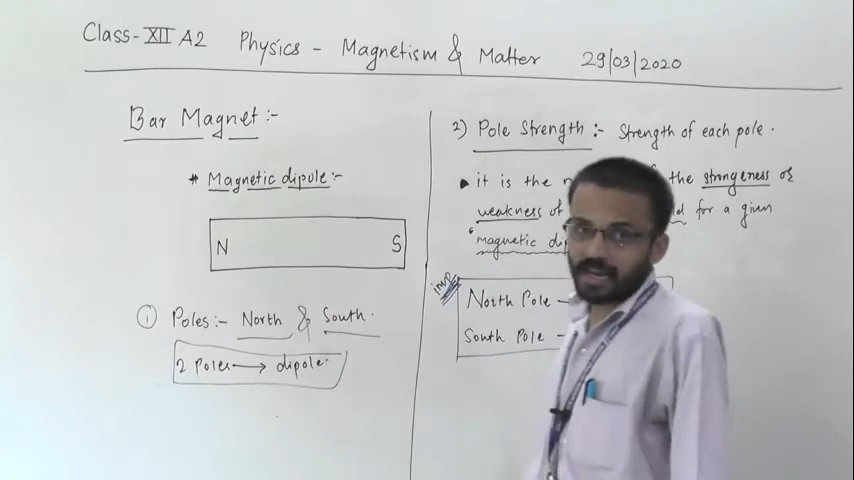 Class-XII A2 Physics - Magnetism & Matter 29/03/2020
Bar Magnet:-
* Magnetic dipole:-
N S
① Poles:- North & South.
2 Poles → dipole.
2) Pole Strength:- Strength of each pole.
it is the the strongeness or
weakness of for a given
magnetic
imp
North Pole -
South Pole -